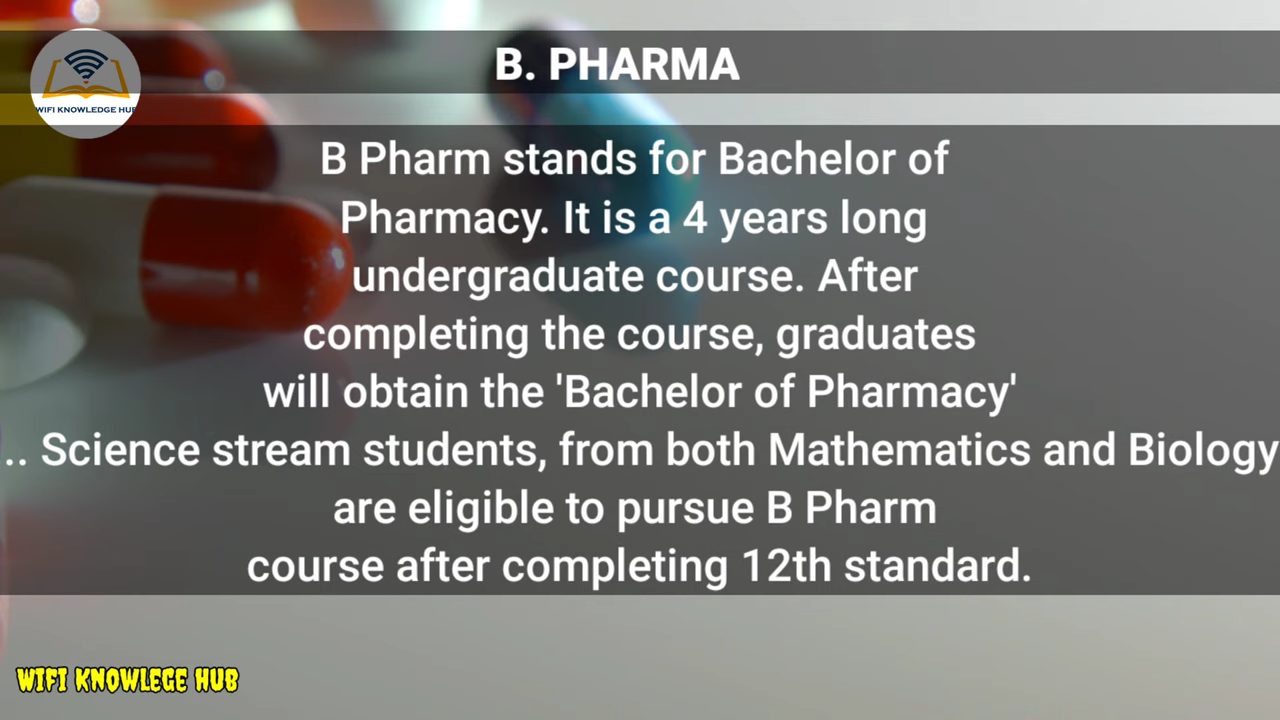 B. PHARMA
WIFI KNOWLEDGE HUB
B Pharm stands for Bachelor of
Pharmacy. It is a 4 years long
undergraduate course. After
completing the course, graduates
will obtain the 'Bachelor of Pharmacy'
.. Science stream students, from both Mathematics and Biology
are eligible to pursue B Pharm
course after completing 12th standard.
WIFI KNOWLEGE HUB